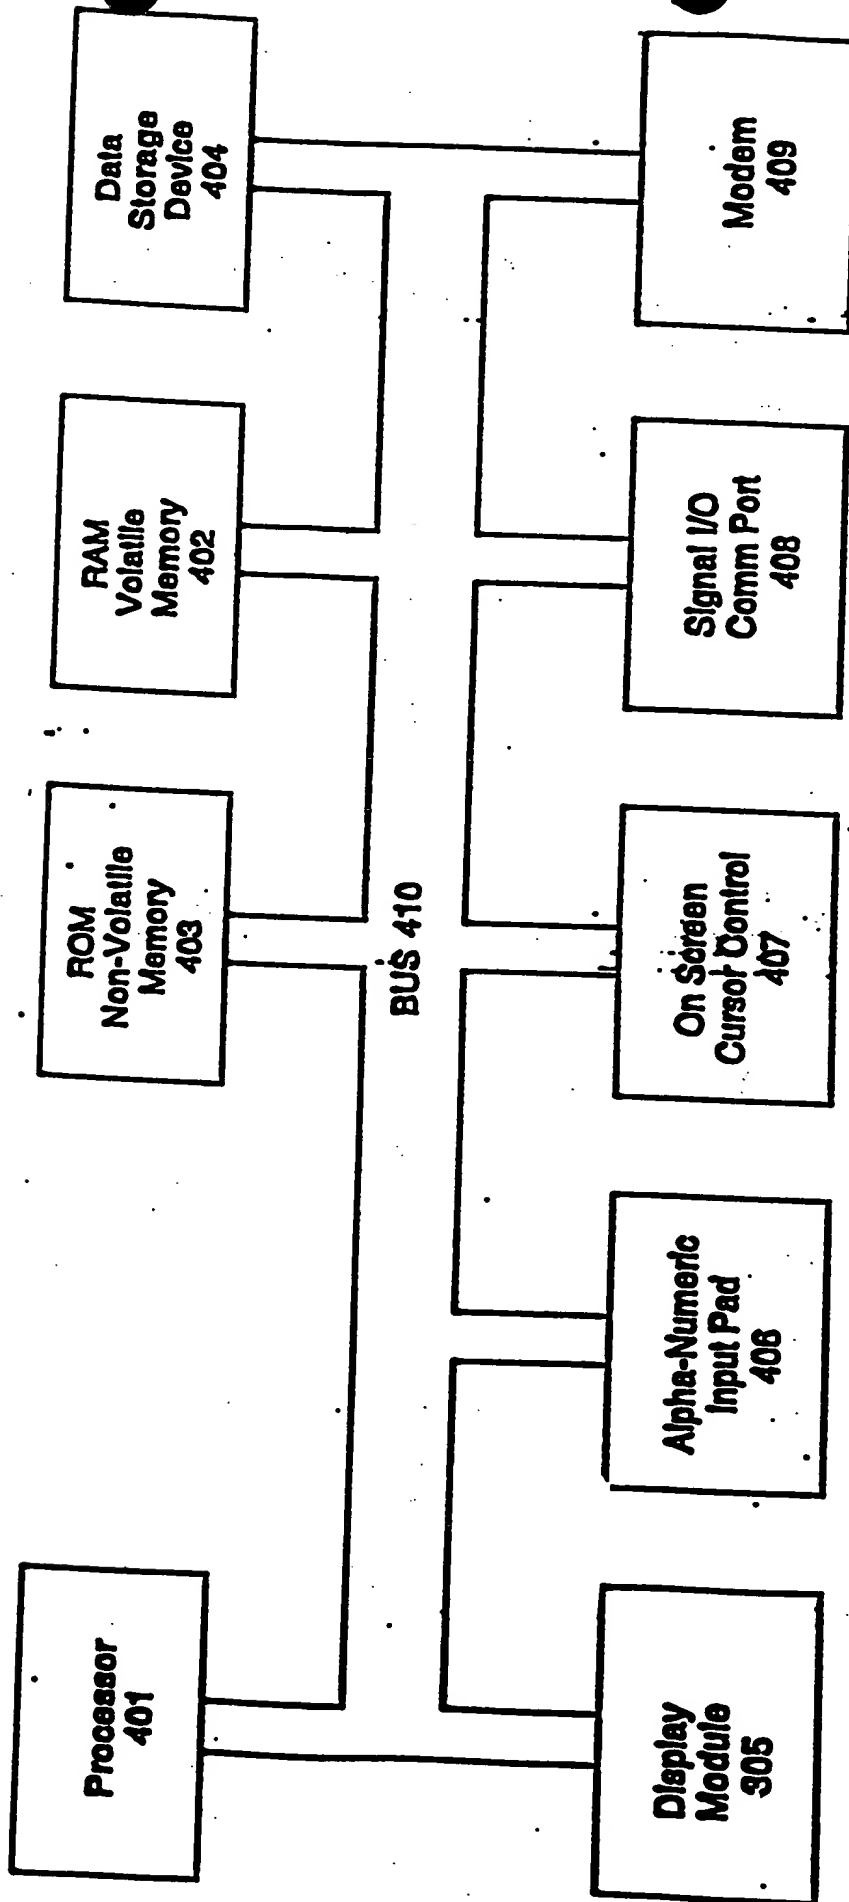 Processor
401
ROM
Non-Volatile
Memory
403
RAM
Volatile
Memory
402
Data
Storage
Device
404
BUS 410
Display
Module
305
Alpha-Numeric
Input Pad
406
On Screen
Cursor Control
407
Signal I/O
Comm Port
408
Modem
409